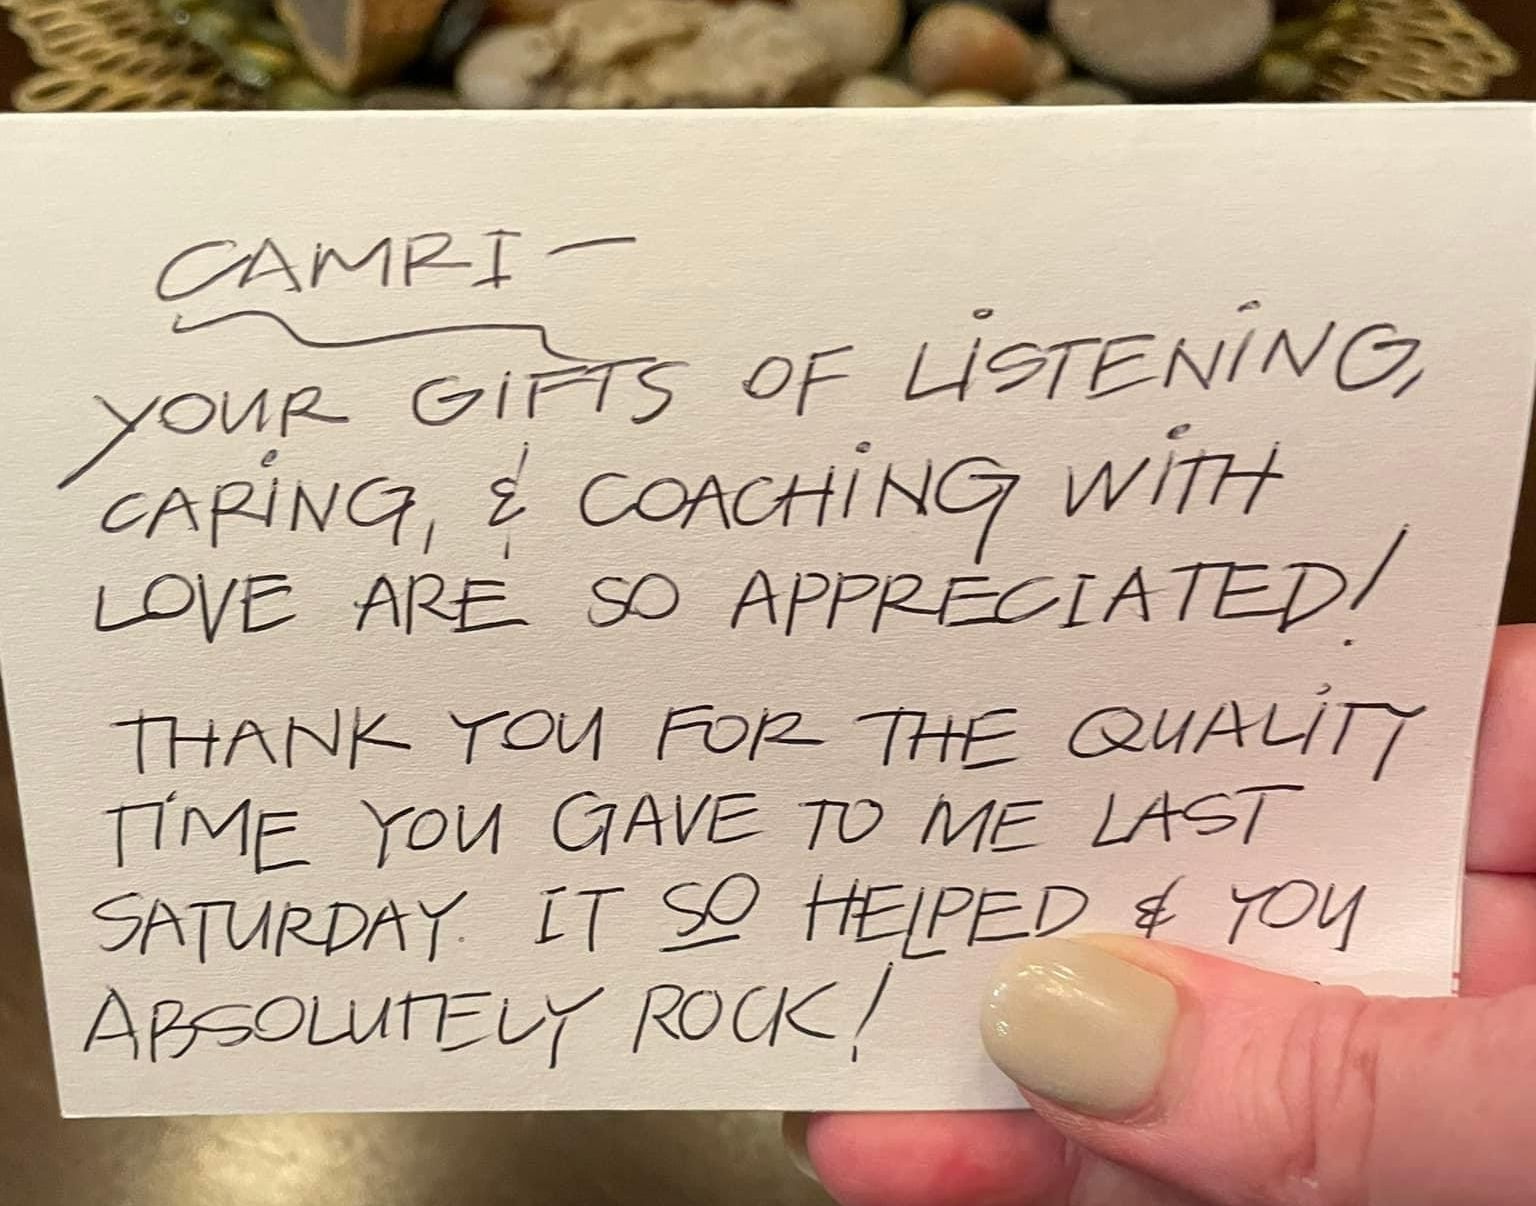 CAMRI —
YOUR GIFTS OF LISTENING,
CARING, & COACHING WITH
LOVE ARE SO APPRECIATED!
THANK YOU FOR THE QUALITY
TIME YOU GAVE TO ME LAST
SATURDAY. IT SO HELPED & YOU
ABSOLUTELY ROCK!